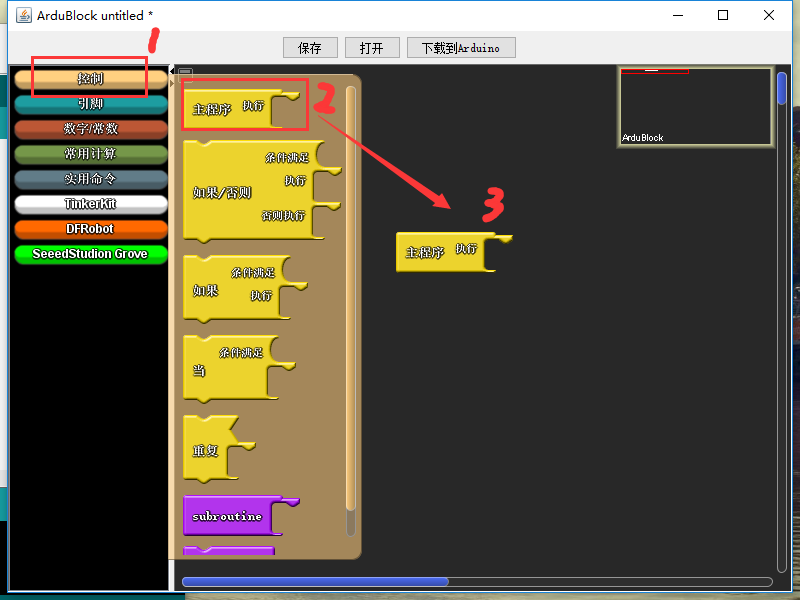 ArduBlock untitled *
1
保存 打开 下载到Arduino
控制
引脚
数字/常数
常用计算
实用命令
TinkerKit
DFRobot
SeeedStudion Grove
主程序 执行
2
条件满足
执行
如果/否则
否则执行
条件满足
如果 执行
条件满足
当
重复
subroutine
3
主程序 执行
ArduBlock